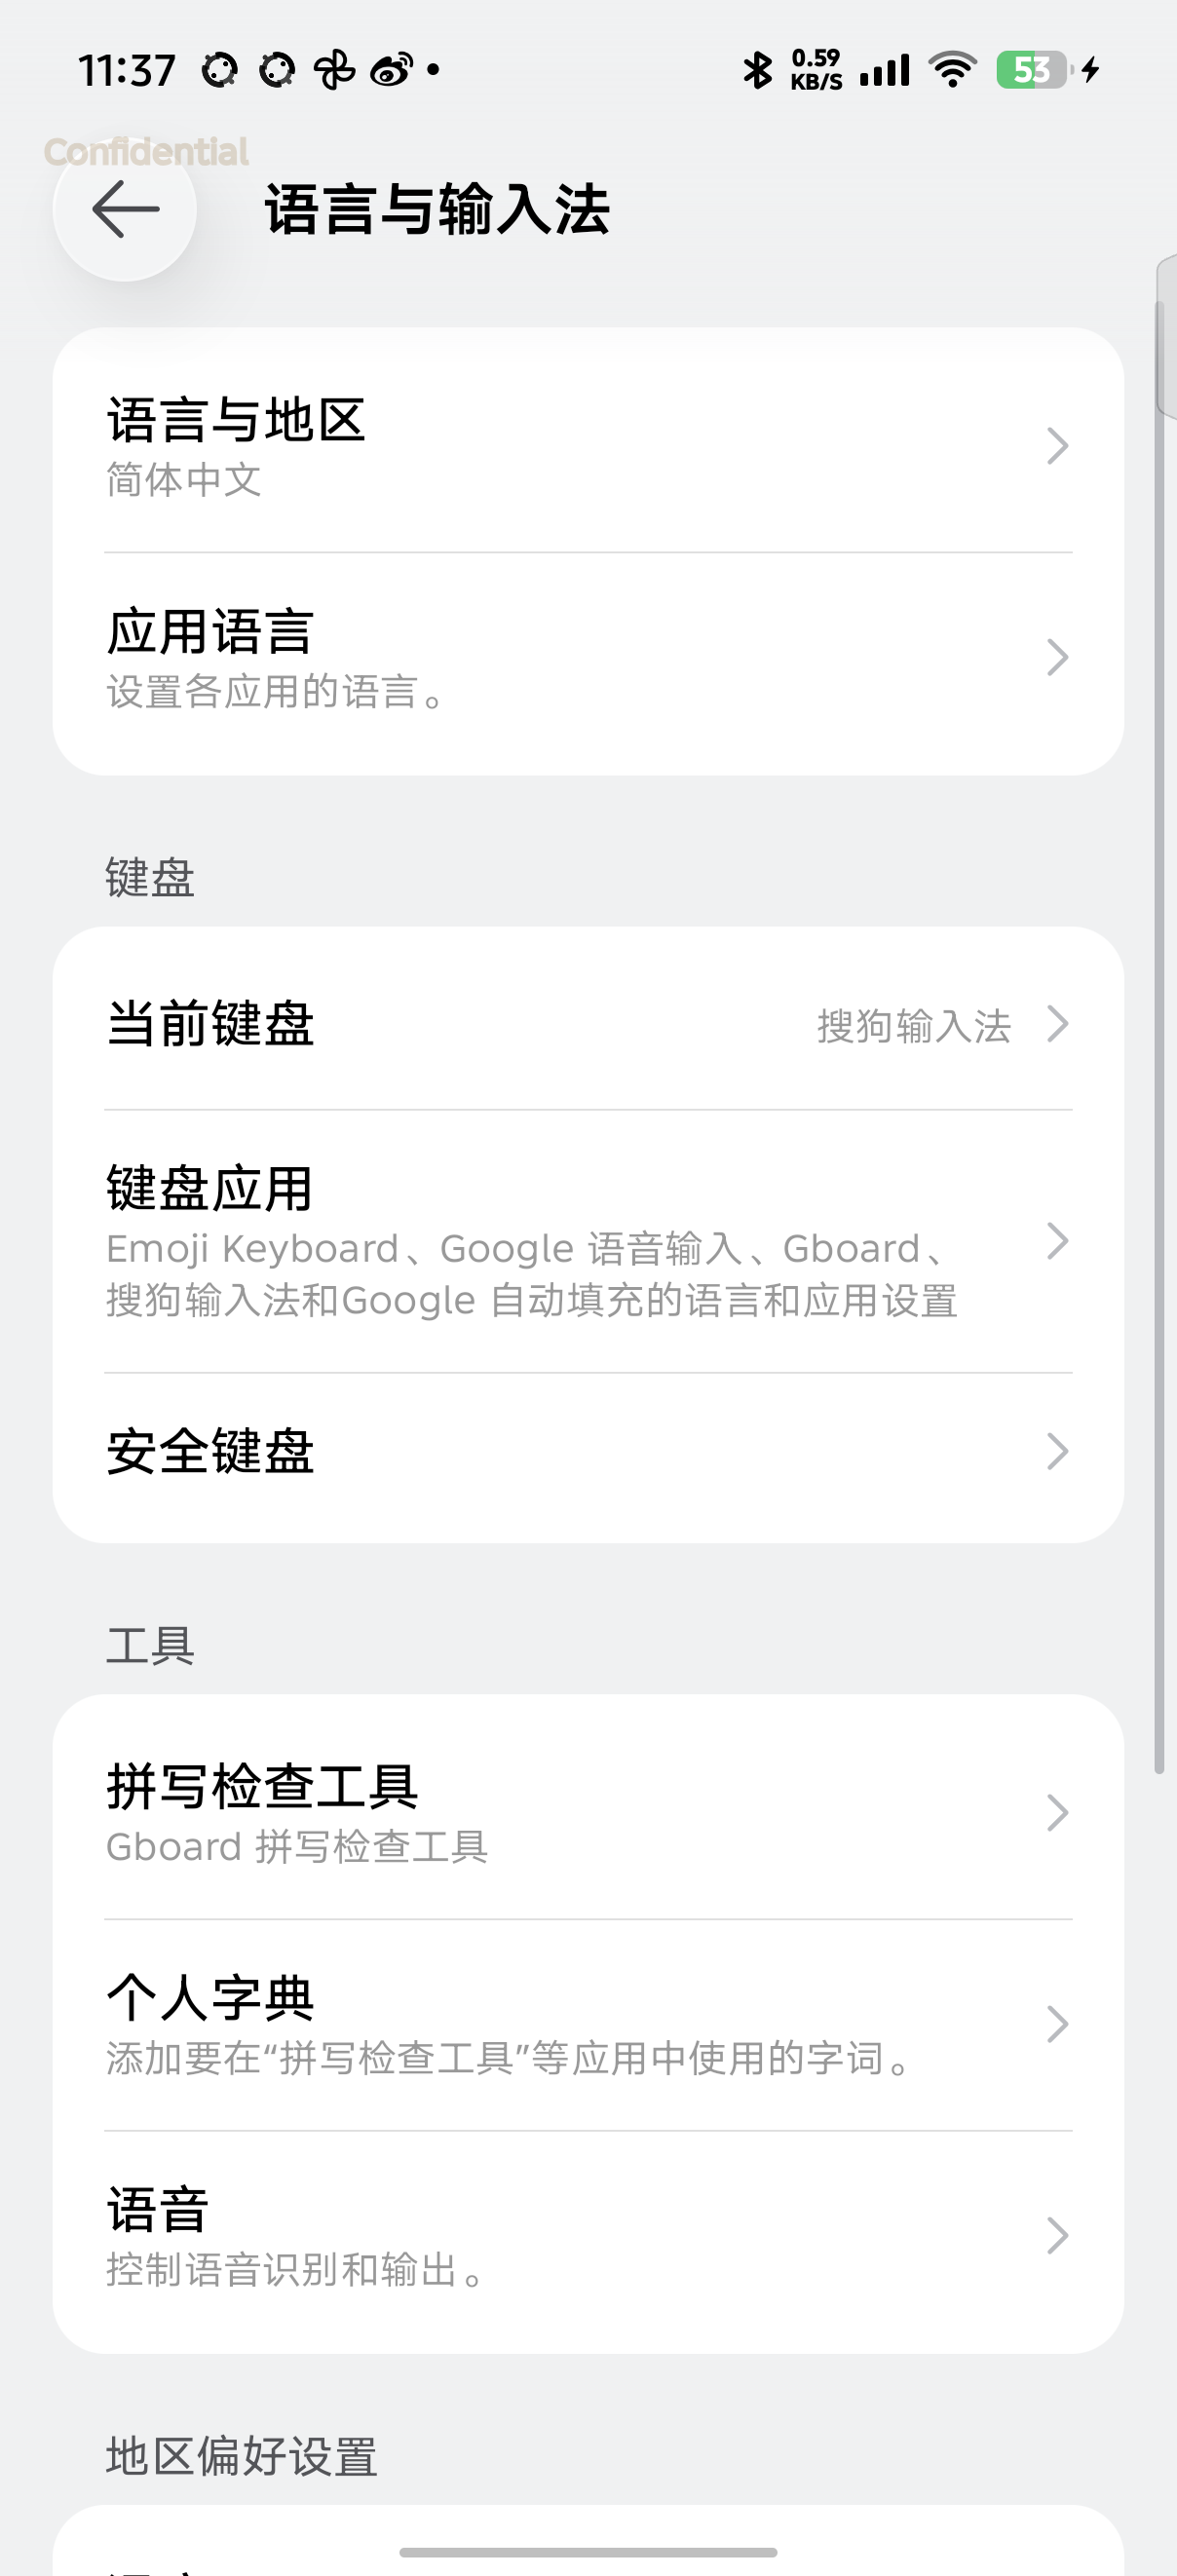 11:37
0.59
KB/S
53
Confidential
语言与输入法
语言与地区
简体中文
应用语言
设置各应用的语言。
键盘
当前键盘
搜狗输入法
键盘应用
Emoji Keyboard、Google 语音输入、Gboard、
搜狗输入法和Google 自动填充的语言和应用设置
安全键盘
工具
拼写检查工具
Gboard 拼写检查工具
个人字典
添加要在“拼写检查工具”等应用中使用的字词。
语音
控制语音识别和输出。
地区偏好设置